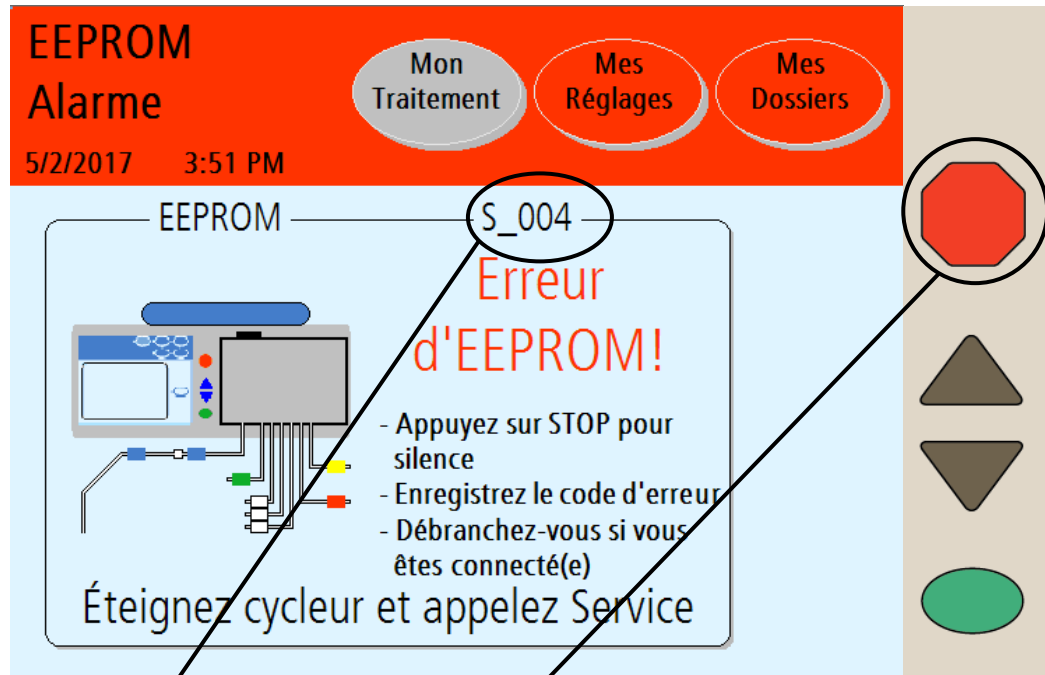 EEPROM
Alarme
5/2/2017 3:51 PM
Mon
Traitement
Mes
Réglages
Mes
Dossiers
EEPROM
S_004
Erreur
d'EEPROM!
- Appuyez sur STOP pour
silence
- Enregistrez le code d'erreur
- Débranchez-vous si vous
êtes connecté(e)
Éteignez cycleur et appelez Service